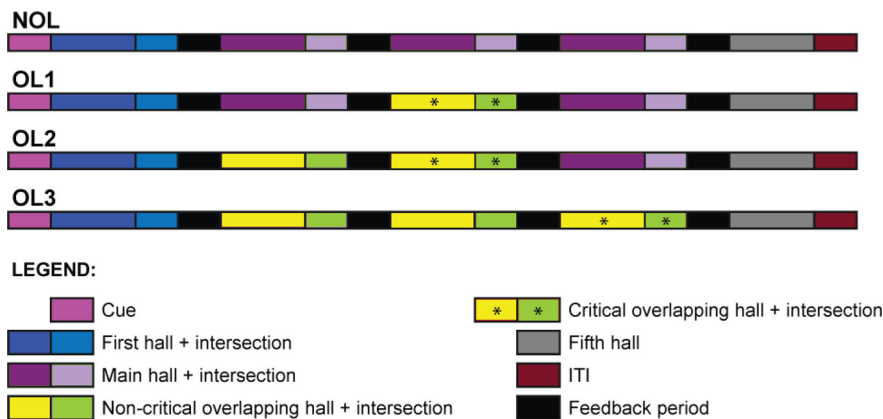 NOL
OL1
* *
OL2
* *
OL3
* *
LEGEND:
Cue
First hall + intersection
Main hall + intersection
Non-critical overlapping hall + intersection
* * Critical overlapping hall + intersection
Fifth hall
ITI
Feedback period